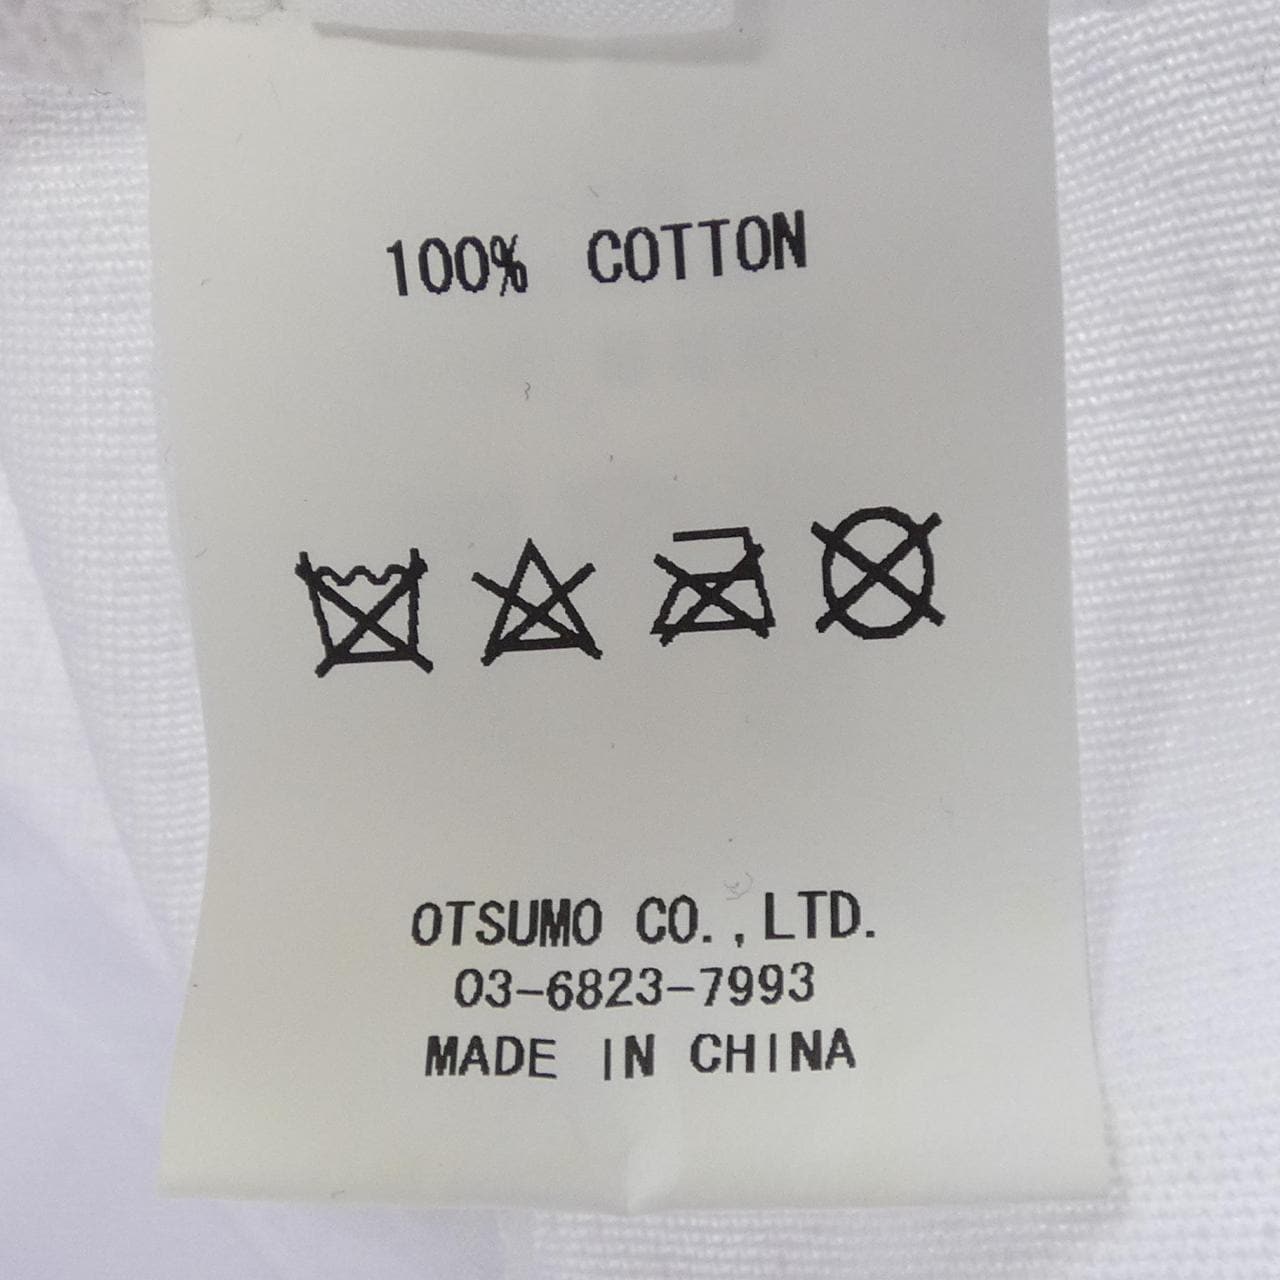 100% COTTON
OTSUMO CO.,LTD.
03-6823-7993
MADE IN CHINA